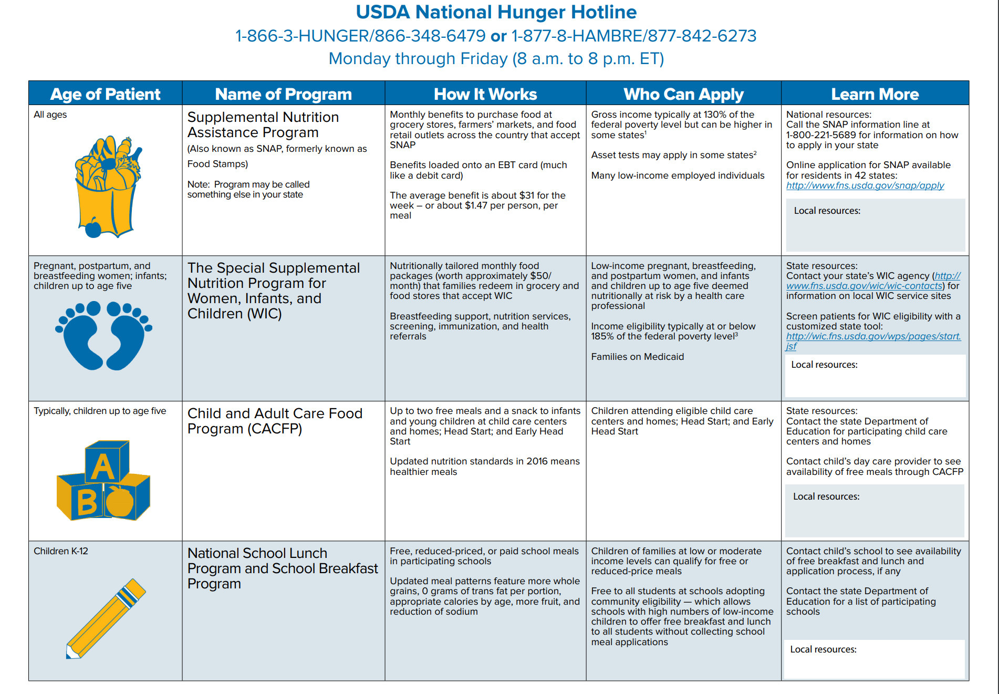 USDA National Hunger Hotline
1-866-3-HUNGER/866-348-6479 or 1-877-8-HAMBRE/877-842-6273
Monday through Friday (8 a.m. to 8 p.m. ET)
Age of Patient
Name of Program
How It Works
Who Can Apply
Learn More
All ages
Supplemental Nutrition
Assistance Program
(Also known as SNAP, formerly known as
Food Stamps)
Note: Program may be called
something else in your state
Monthly benefits to purchase food at
grocery stores, farmers’ markets, and food
retail outlets across the country that accept
SNAP
Benefits loaded onto an EBT card (much
like a debit card)
The average benefit is about $31 for the
week – or about $1.47 per person, per
meal
Gross income typically at 130% of the
federal poverty level but can be higher in
some states¹
Asset tests may apply in some states²
Many low-income employed individuals
National resources:
Call the SNAP information line at
1-800-221-5689 for information on how
to apply in your state
Online application for SNAP available
for residents in 42 states:
http://www.fns.usda.gov/snap/apply
Local resources:
Pregnant, postpartum, and
breastfeeding women; infants;
children up to age five
The Special Supplemental
Nutrition Program for
Women, Infants, and
Children (WIC)
Nutritionally tailored monthly food
packages (worth approximately $50/
month) that families redeem in grocery and
food stores that accept WIC
Breastfeeding support, nutrition services,
screening, immunization, and health
referrals
Low-income pregnant, breastfeeding,
and postpartum women, and infants
and children up to age five deemed
nutritionally at risk by a health care
professional
Income eligibility typically at or below
185% of the federal poverty level³
Families on Medicaid
State resources:
Contact your state’s WIC agency (http://
www.fns.usda.gov/wic/wic-contacts) for
information on local WIC service sites
Screen patients for WIC eligibility with a
customized state tool:
http://wic.fns.usda.gov/wps/pages/start.
jsf
Local resources:
Typically, children up to age five
A
B
Child and Adult Care Food
Program (CACFP)
Up to two free meals and a snack to infants
and young children at child care centers
and homes; Head Start; and Early Head
Start
Updated nutrition standards in 2016 means
healthier meals
Children attending eligible child care
centers and homes; Head Start; and Early
Head Start
State resources:
Contact the state Department of
Education for participating child care
centers and homes
Contact child’s day care provider to see
availability of free meals through CACFP
Local resources:
Children K-12
National School Lunch
Program and School Breakfast
Program
Free, reduced-priced, or paid school meals
in participating schools
Updated meal patterns feature more whole
grains, 0 grams of trans fat per portion,
appropriate calories by age, more fruit, and
reduction of sodium
Children of families at low or moderate
income levels can qualify for free or
reduced-price meals
Free to all students at schools adopting
community eligibility — which allows
schools with high numbers of low-income
children to offer free breakfast and lunch
to all students without collecting school
meal applications
Contact child’s school to see availability
of free breakfast and lunch and
application process, if any
Contact the state Department of
Education for a list of participating
schools
Local resources: